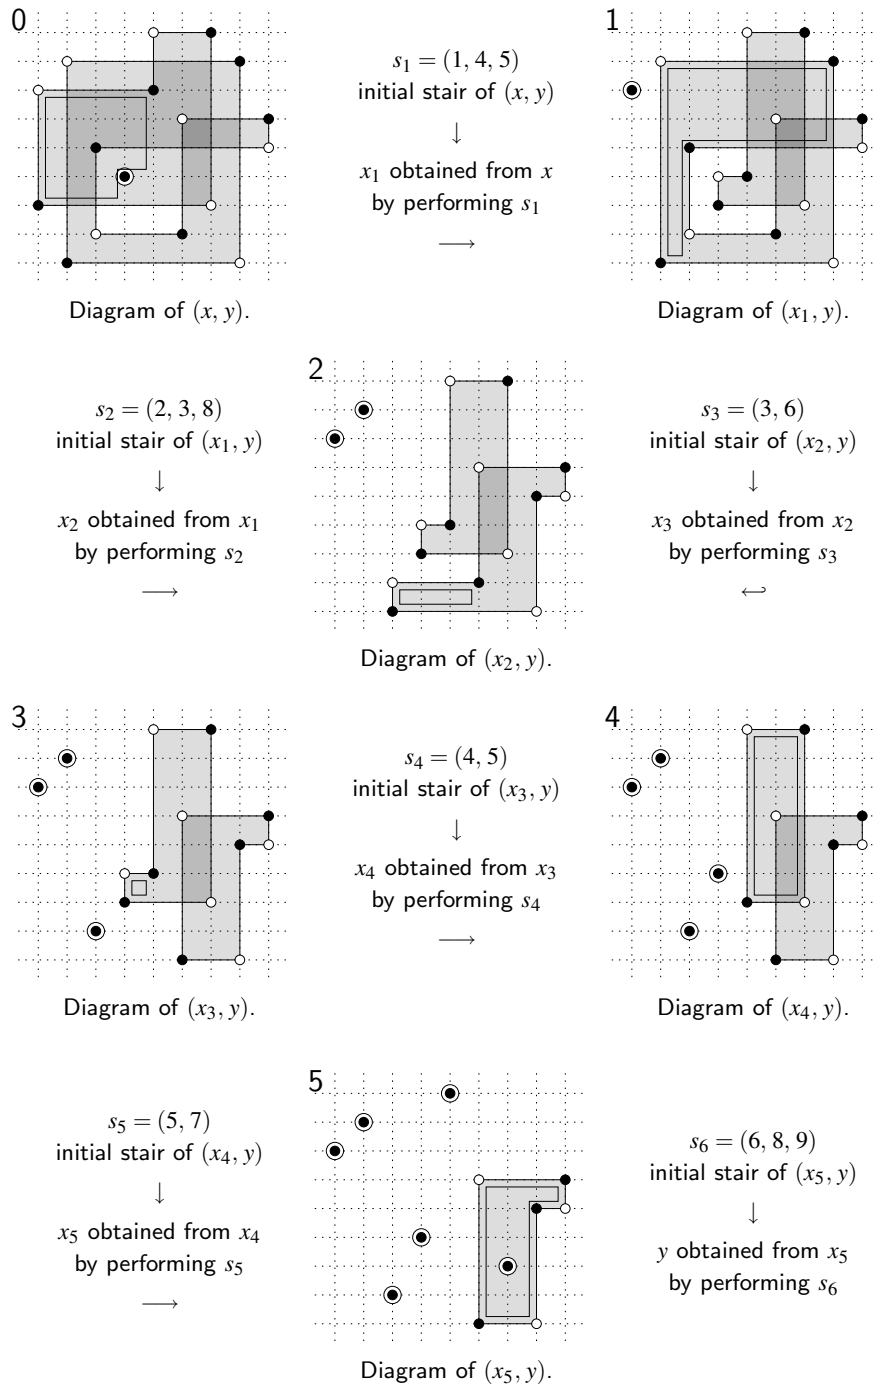 0
s₁ = (1, 4, 5)
initial stair of (x, y)
↓
x₁ obtained from x
by performing s₁
⟶
1
Diagram of (x, y).
Diagram of (x₁, y).
s₂ = (2, 3, 8)
initial stair of (x₁, y)
↓
x₂ obtained from x₁
by performing s₂
⟶
2
s₃ = (3, 6)
initial stair of (x₂, y)
↓
x₃ obtained from x₂
by performing s₃
↩
Diagram of (x₂, y).
3
s₄ = (4, 5)
initial stair of (x₃, y)
↓
x₄ obtained from x₃
by performing s₄
⟶
4
Diagram of (x₃, y).
Diagram of (x₄, y).
s₅ = (5, 7)
initial stair of (x₄, y)
↓
x₅ obtained from x₄
by performing s₅
⟶
5
s₆ = (6, 8, 9)
initial stair of (x₅, y)
↓
y obtained from x₅
by performing s₆
Diagram of (x₅, y).